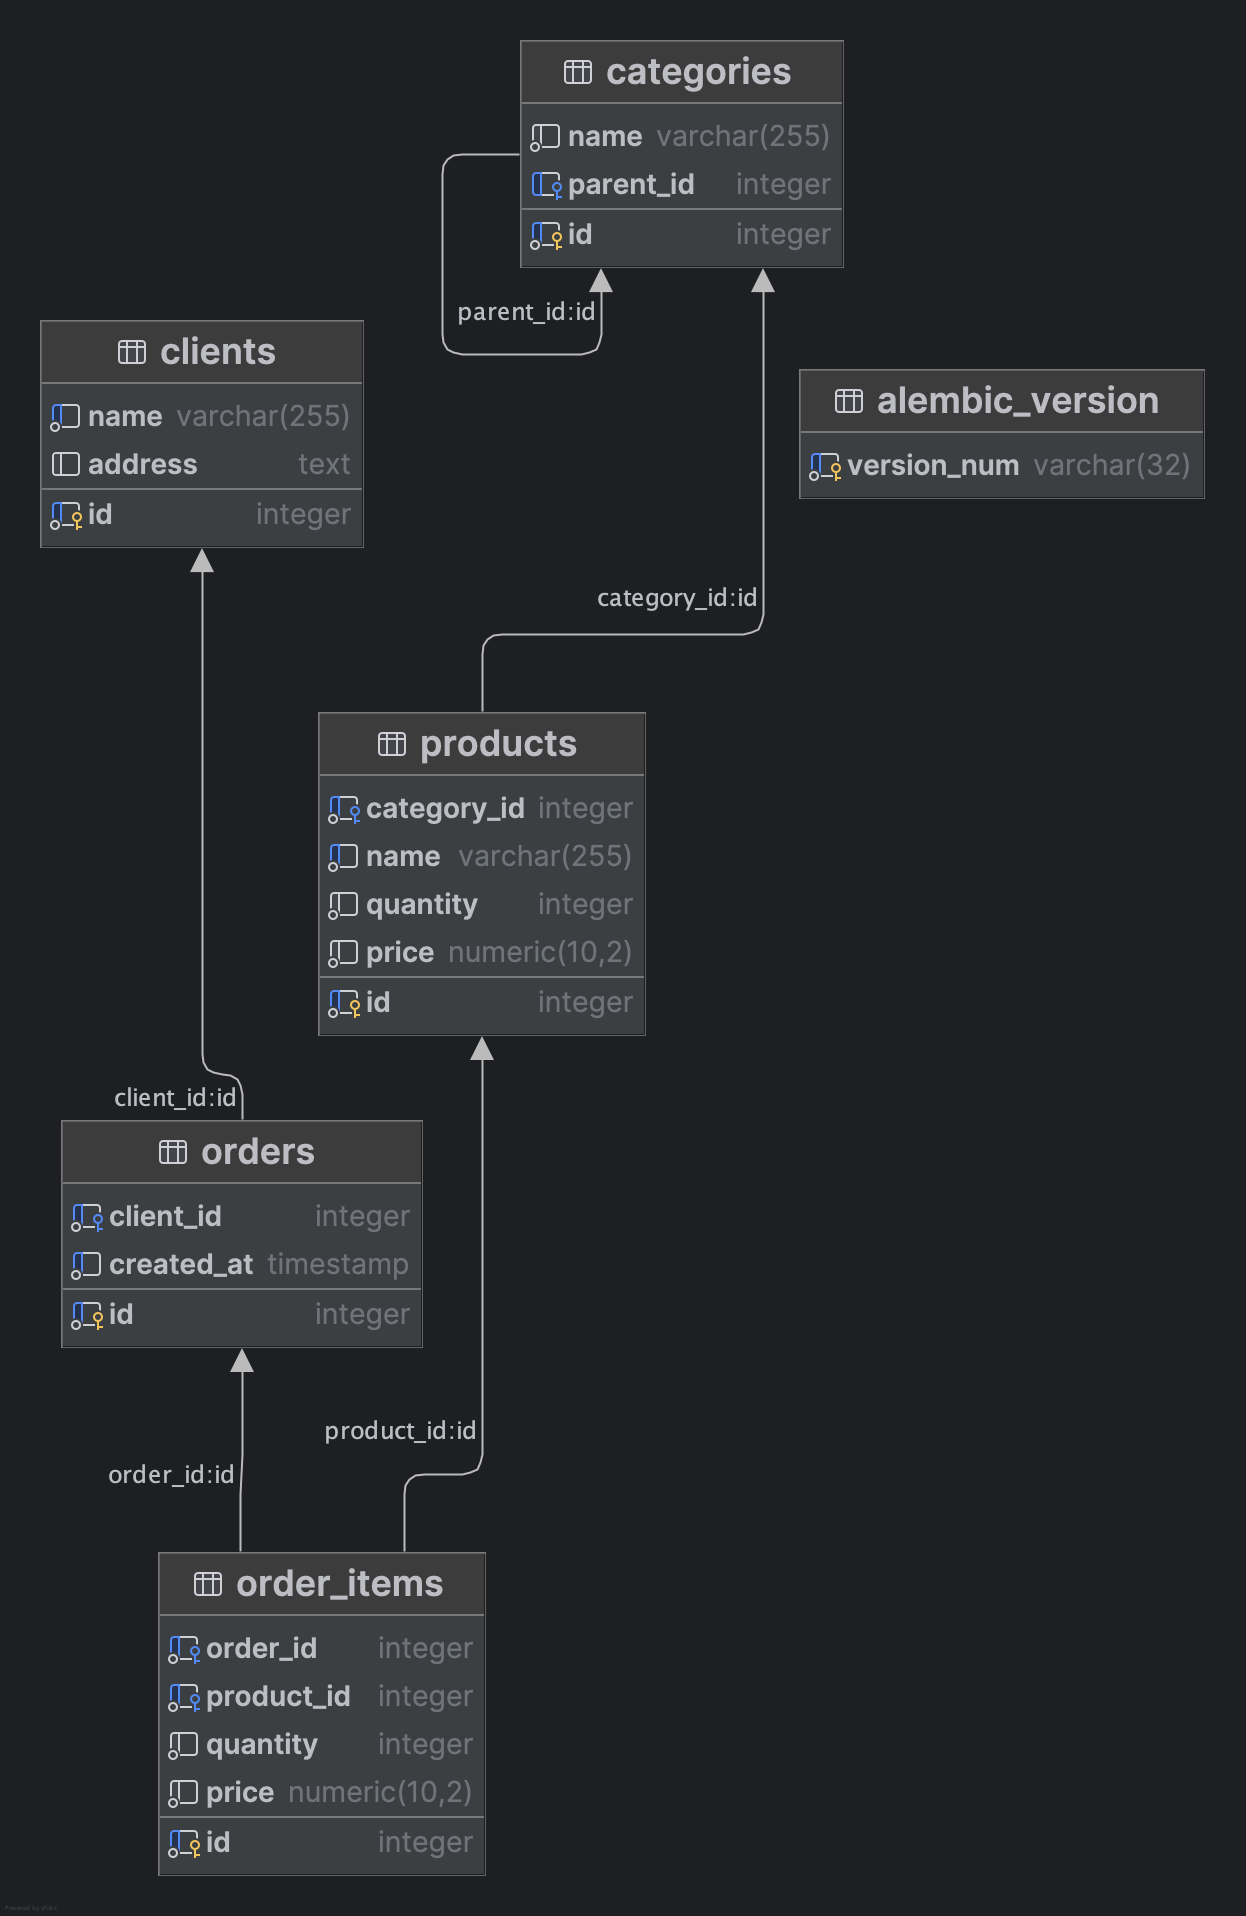 categories
name varchar(255)
parent_id integer
id integer
parent_id:id
clients
name varchar(255)
address text
id integer
alembic_version
version_num varchar(32)
category_id:id
products
category_id integer
name varchar(255)
quantity integer
price numeric(10,2)
id integer
client_id:id
orders
client_id integer
created_at timestamp
id integer
product_id:id
order_id:id
order_items
order_id integer
product_id integer
quantity integer
price numeric(10,2)
id integer
Powered by yFiles